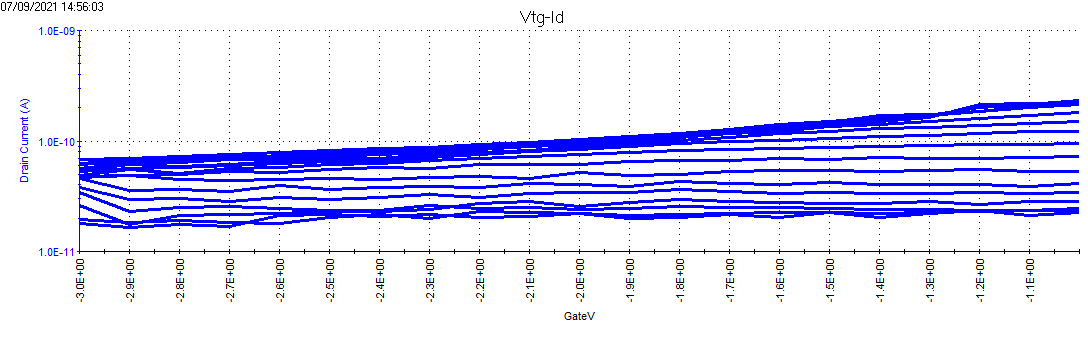 07/09/2021 14:56:03
Vtg-Id
1.0E-09
1.0E-10
1.0E-11
Drain Current (A)
-3.0E+00
-2.9E+00
-2.8E+00
-2.7E+00
-2.6E+00
-2.5E+00
-2.4E+00
-2.3E+00
-2.2E+00
-2.1E+00
-2.0E+00
-1.9E+00
-1.8E+00
-1.7E+00
-1.6E+00
-1.5E+00
-1.4E+00
-1.3E+00
-1.2E+00
-1.1E+00
GateV